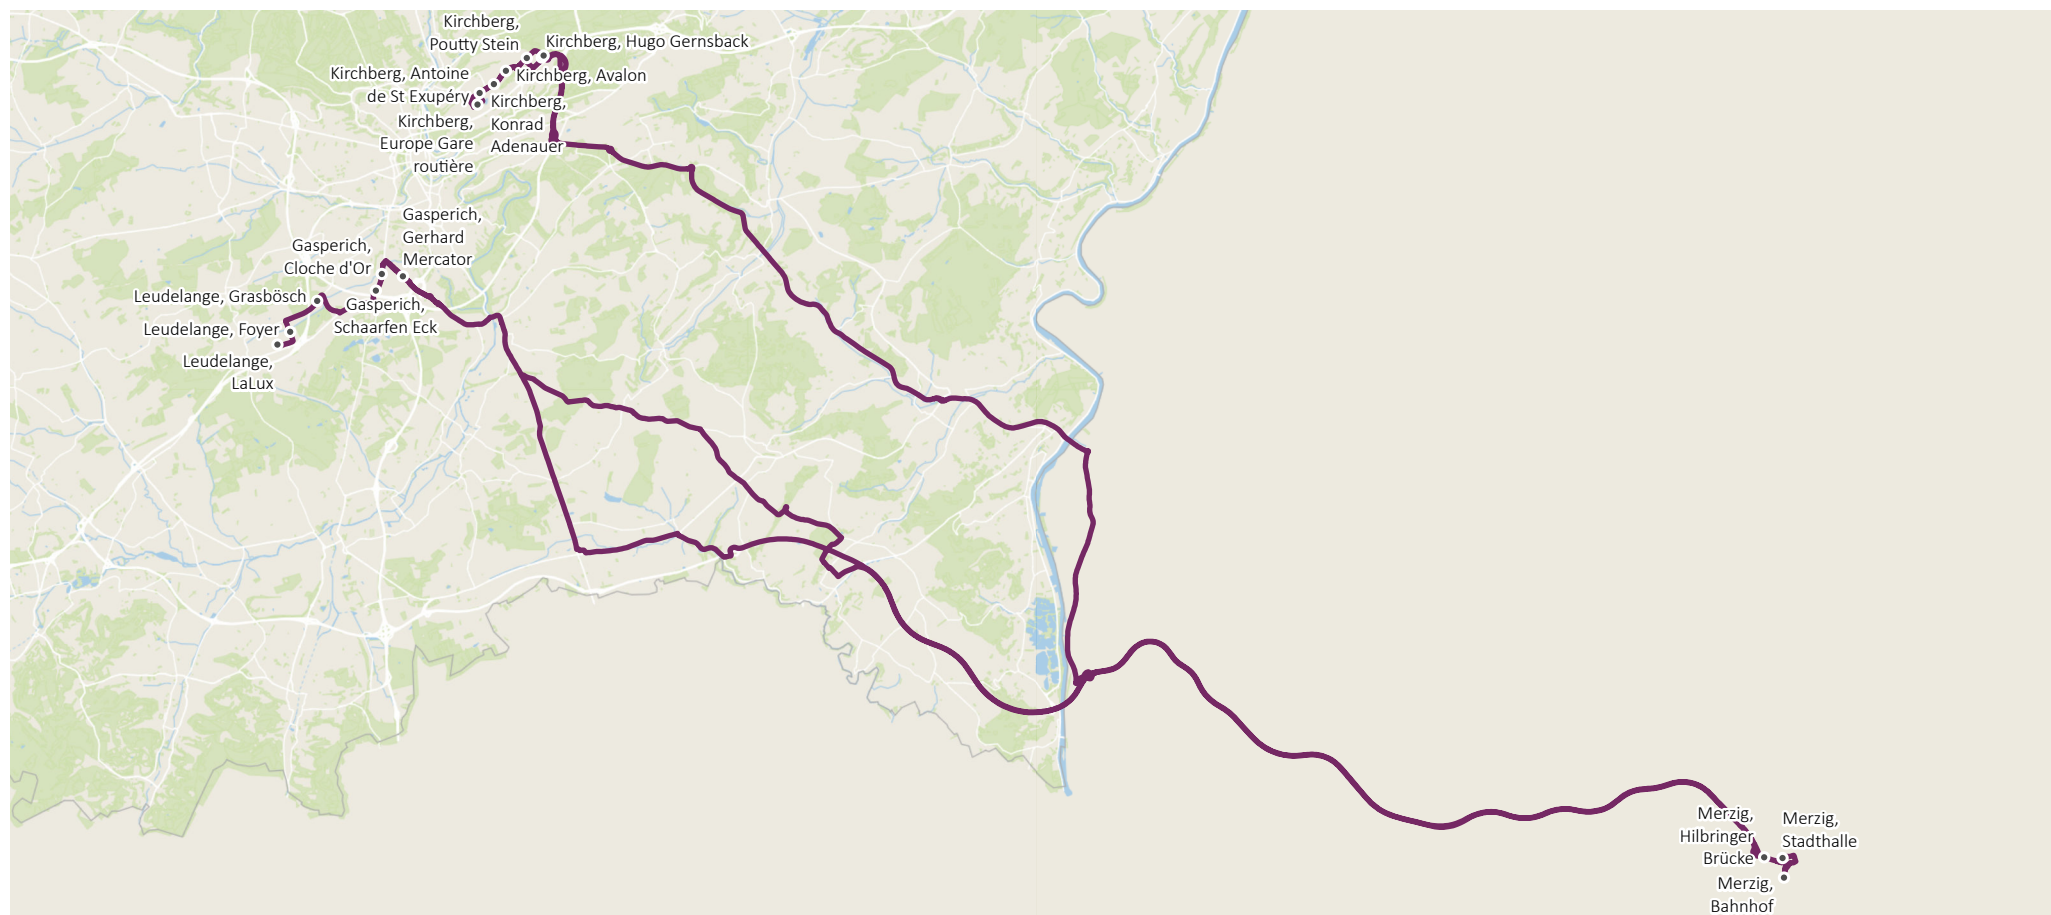 Kirchberg,
Poutty Stein
Kirchberg, Hugo Gernsback
Kirchberg, Antoine
de St Exupéry
Kirchberg, Avalon
Kirchberg,
Konrad
Adenauer
Kirchberg,
Europe Gare
routière
Gasperich,
Gerhard
Mercator
Gasperich,
Cloche d'Or
Leudelange, Grasbösch
Gasperich,
Schaarfen Eck
Leudelange, Foyer
Leudelange,
LaLux
Merzig,
Hilbringer
Brücke
Merzig,
Stadthalle
Merzig,
Bahnhof